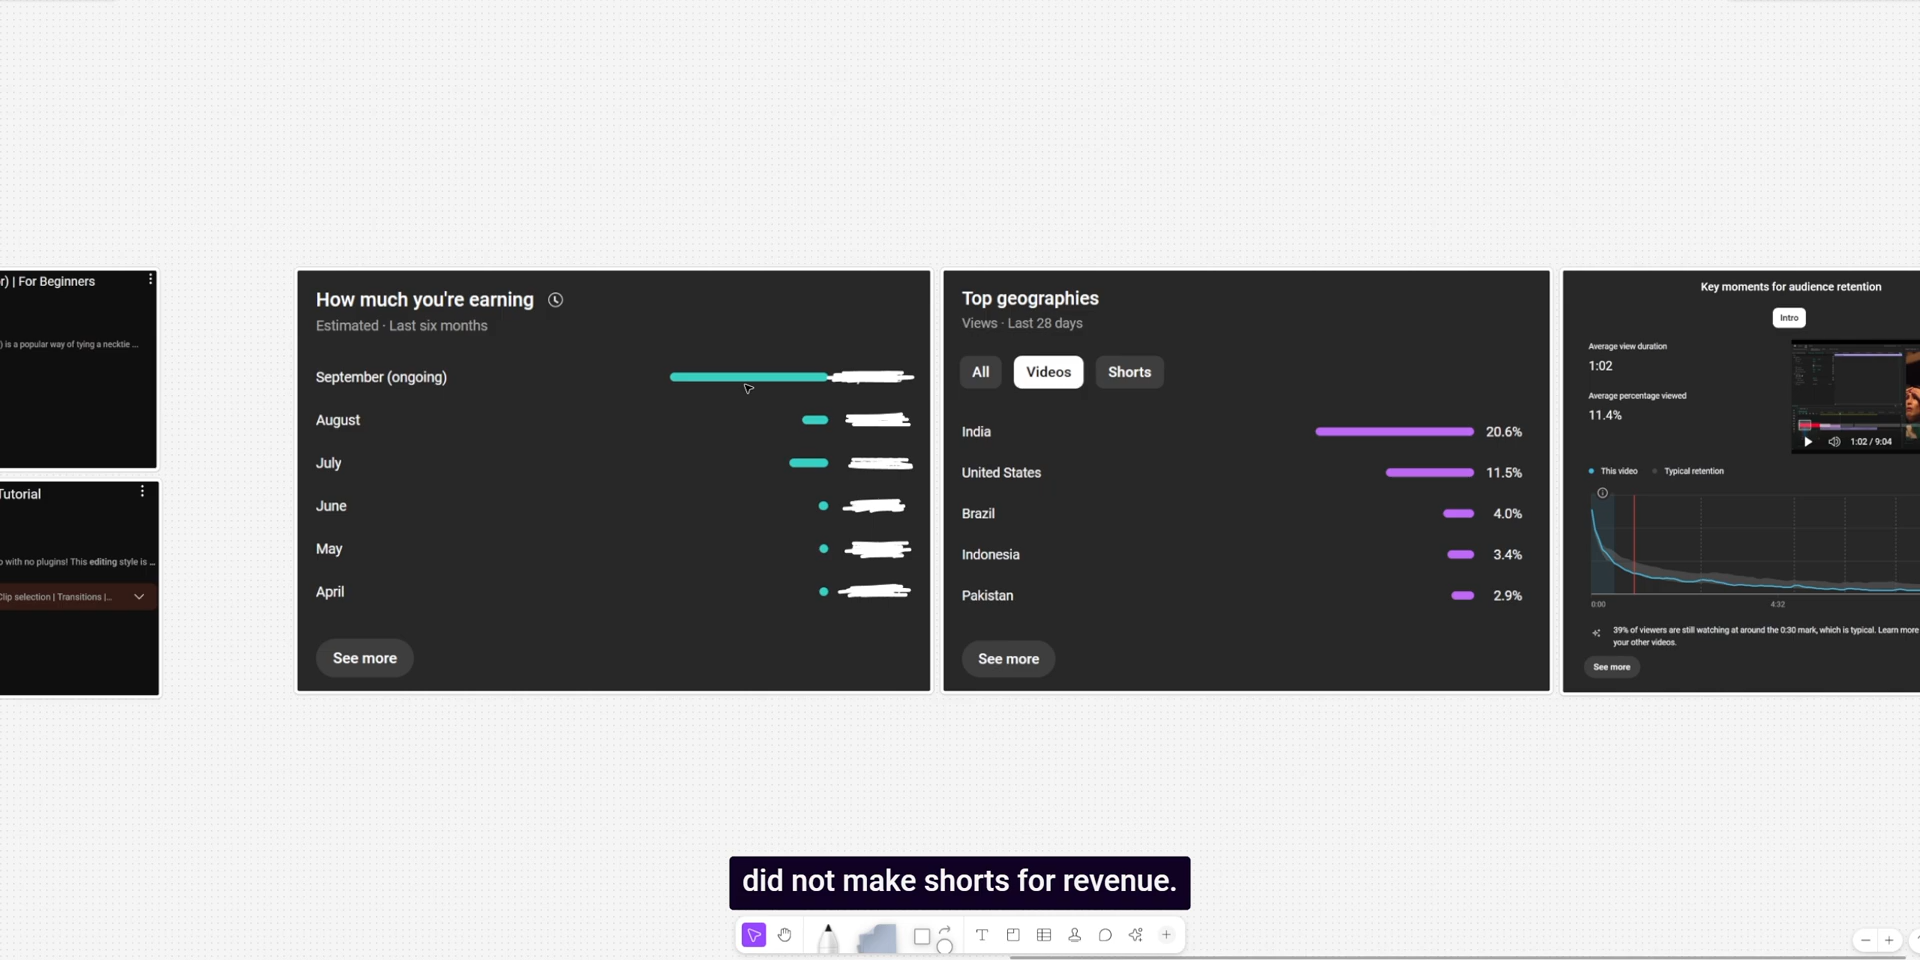 r) | For Beginners
) is a popular way of tying a necktie ...
Tutorial
o with no plugins! This editing style is ...
Clip selection | Transitions |...
How much you're earning
Estimated · Last six months
September (ongoing)
August
July
June
May
April
See more
Top geographies
Views · Last 28 days
All
Videos
Shorts
India 20.6%
United States 11.5%
Brazil 4.0%
Indonesia 3.4%
Pakistan 2.9%
See more
Key moments for audience retention
Intro
Average view duration
1:02
Average percentage viewed
11.4%
1:02 / 9:04
This video
Typical retention
0:00
4:32
39% of viewers are still watching at around the 0:30 mark, which is typical. Learn more
your other videos.
See more
did not make shorts for revenue.